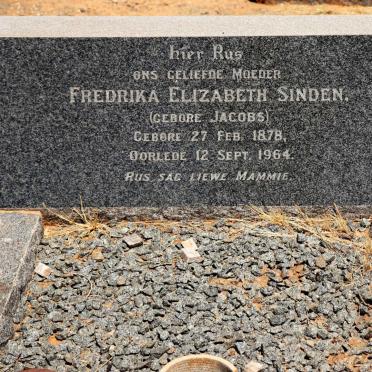 hier Rus
ONS GELIEFDE MOEDER
FREDRIKA ELIZABETH SINDEN.
(GEBORE JACOBS)
GEBORE 27 FEB. 1878,
OORLEDE 12 SEPT. 1964.
RUS SAG LIEWE MAMMIE.